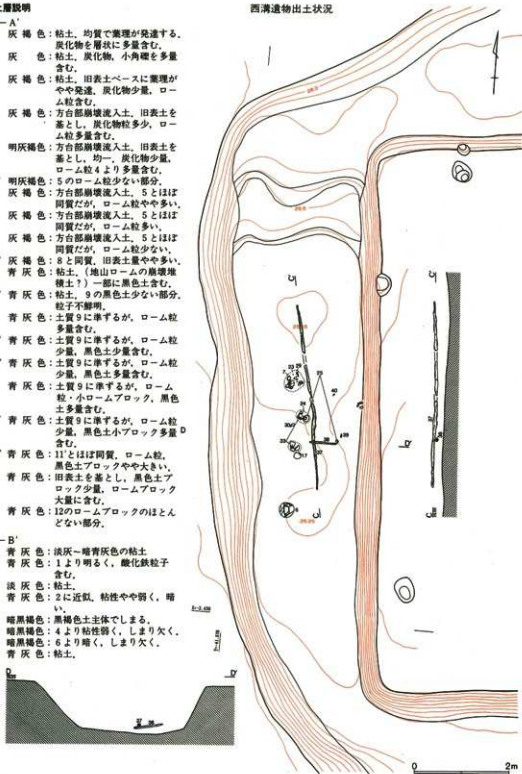 層説明
西溝遺物出土状況
A'
灰 褐 色：粘土，均質で葉理が発達する。
炭化物を層状に多量含む。
灰 色：粘土，炭化物，小角礫を多量
含む。
灰 褐 色：粘土，旧表土ベースに葉理が
やや発達，炭化物少量，ロー
ム粒含む。
灰 褐 色：方台部崩壊流入土，旧表土を
基とし，炭化物粒多少，ロー
ム粒多量含む。
明灰褐色：方台部崩壊流入土，旧表土を
基とし，均一，炭化物少量，
ローム粒4より多量含む。
明灰褐色：5のローム粒少ない部分。
灰 褐 色：方台部崩壊流入土，5とほぼ
同質だが，ローム粒やや多い。
灰 褐 色：方台部崩壊流入土，5とほぼ
同質だが，ローム粒多い。
灰 褐 色：方台部崩壊流入土，5とほぼ
同質だが，ローム粒少ない。
灰 褐 色：8と同質，旧表土量やや多い。
青 灰 色：粘土，(地山ロームの崩壊堆
積土？)一部に黒色土含む。
青 灰 色：粘土，9の黒色土少ない部分。
粒子不鮮明。
青 灰 色：土質9に準ずるが，ローム粒
多量含む。
青 灰 色：土質9に準ずるが，ローム粒
少量，黒色土少量含む。
青 灰 色：土質9に準ずるが，ローム粒
少量，黒色土多量含む。
青 灰 色：土質9に準ずるが，ローム
粒・小ロームブロック，黒色
土多量含む。
青 灰 色：土質9に準ずるが，ローム粒
少量，黒色土小ブロック多量
含む。
青 灰 色：11'とほぼ同質，ローム粒，
黒色土ブロックやや大きい。
青 灰 色：旧表土を基とし，黒色土ブ
ロック少量，ロームブロック
大量に含む。
青 灰 色：12のロームブロックのほとん
どない部分。
B'
青 灰 色：淡灰～暗青灰色の粘土
青 灰 色：1より明るく，酸化鉄粒子
含む。
淡 灰 色：粘土。
青 灰 色：2に近似，粘性やや弱く，暗
い。
暗黒褐色：黒褐色土主体でしまる。
暗黒褐色：4より粘性弱く，しまり欠く。
暗黒褐色：6より暗く，しまり欠く。
青 灰 色：粘土。
D
D'
37
0 2m